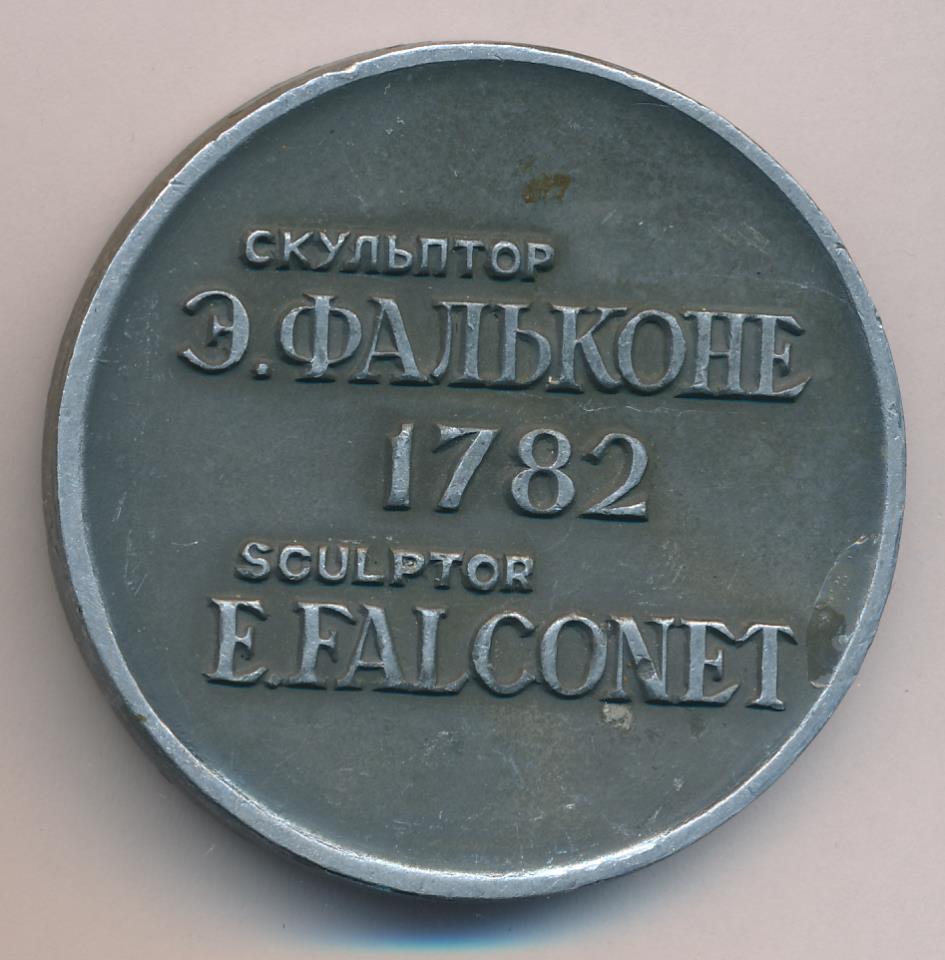 СКУЛЬПТОР
Э.ФАЛЬКОНЕ
1782
SCULPTOR
E.FALCONET